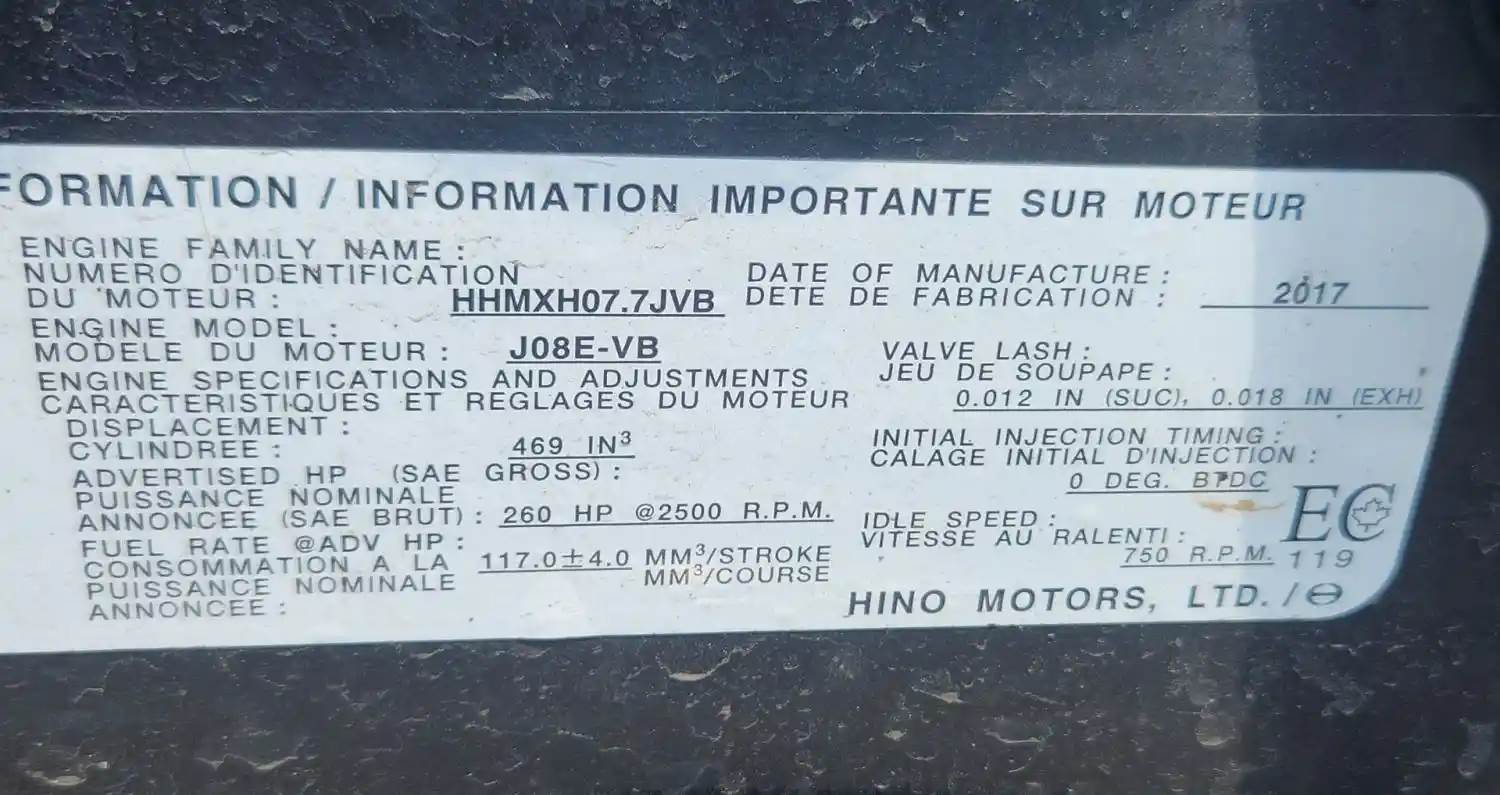 FORMATION / INFORMATION IMPORTANTE SUR MOTEUR
ENGINE FAMILY NAME :
NUMERO D'IDENTIFICATION
DU MOTEUR : HHMXH07.7JVB
DATE OF MANUFACTURE :
DETE DE FABRICATION : 2017
ENGINE MODEL :
MODELE DU MOTEUR : J08E-VB
VALVE LASH :
JEU DE SOUPAPE :
0.012 IN (SUC), 0.018 IN (EXH)
ENGINE SPECIFICATIONS AND ADJUSTMENTS
CARACTERISTIQUES ET REGLAGES DU MOTEUR
DISPLACEMENT :
CYLINDREE : 469 IN³
INITIAL INJECTION TIMING :
CALAGE INITIAL D'INJECTION :
0 DEG. BTDC
ADVERTISED HP (SAE GROSS) :
PUISSANCE NOMINALE
ANNONCEE (SAE BRUT) : 260 HP @2500 R.P.M.
IDLE SPEED :
VITESSE AU RALENTI :
750 R.P.M.
EC
119
FUEL RATE @ADV HP :
CONSOMMATION A LA
PUISSANCE NOMINALE
ANNONCEE :
117.0±4.0 MM³/STROKE
MM³/COURSE
HINO MOTORS, LTD. /